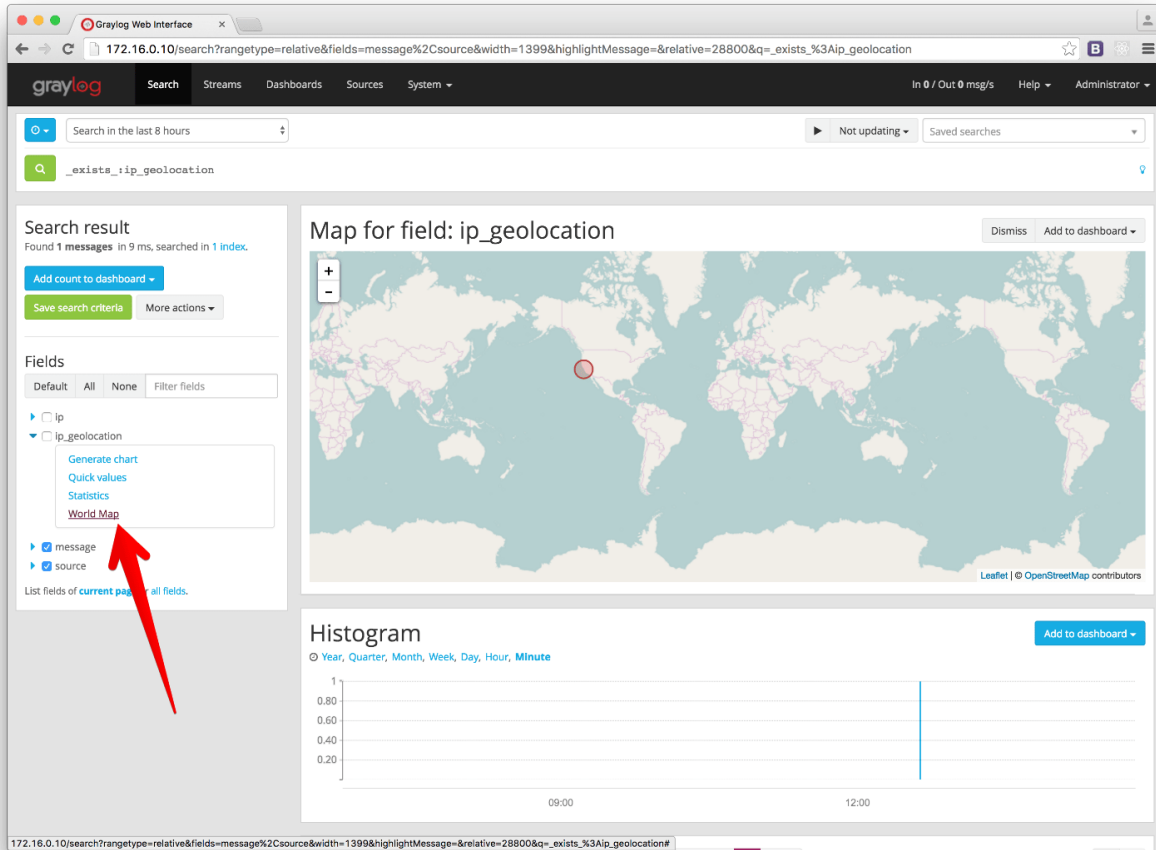 Graylog Web Interface ×
172.16.0.10/search?rangetype=relative&fields=message%2Csource&width=1399&highlightMessage=&relative=28800&q=_exists_%3Aip_geolocation
B
graylog Search Streams Dashboards Sources System In 0 / Out 0 msg/s Help Administrator
Search in the last 8 hours Not updating Saved searches
_exists_:ip_geolocation
Search result
Found 1 messages in 9 ms, searched in 1 index.
Add count to dashboard
Save search criteria More actions
Fields
Default All None Filter fields
ip
ip_geolocation
Generate chart
Quick values
Statistics
World Map
message
source
List fields of current all fields.
Map for field: ip_geolocation Dismiss Add to dashboard
+
-
Leaflet | © OpenStreetMap contributors
Histogram Add to dashboard
Year, Quarter, Month, Week, Day, Hour, Minute
1
0.80
0.60
0.40
0.20
09:00 12:00
172.16.0.10/search?rangetype=relative&fields=message%2Csource&width=1399&highlightMessage=&relative=28800&q=_exists_%3Aip_geolocation#